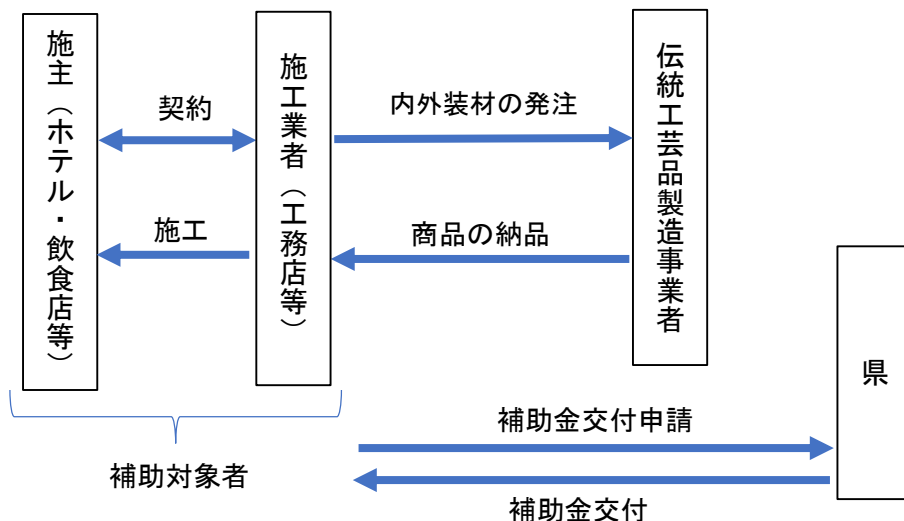 施主（ホテル・飲食店等）
契約
施工
施工業者（工務店等）
内外装材の発注
商品の納品
伝統工芸品製造事業者
県
補助対象者
補助金交付申請
補助金交付